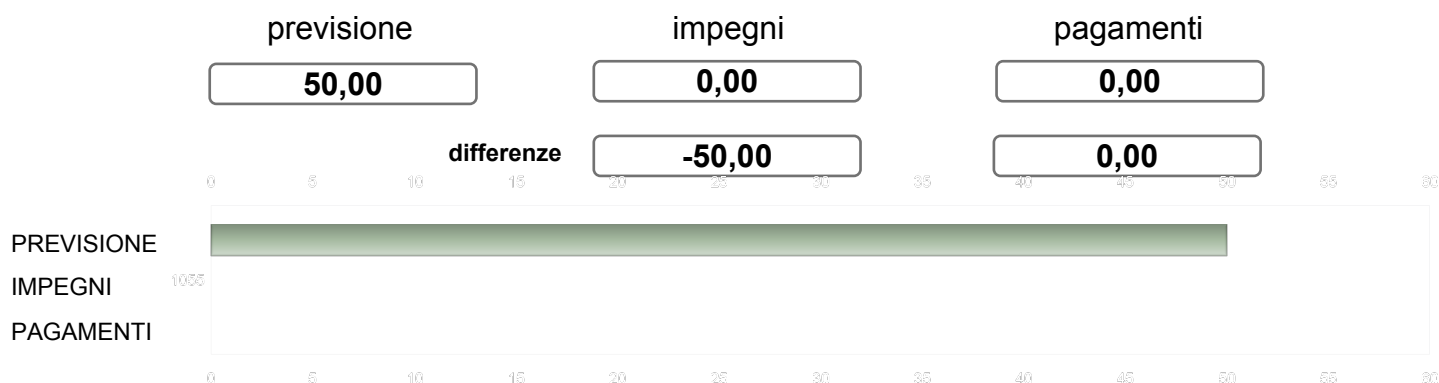 previsione impegni pagamenti
50,00 0,00 0,00
differenze -50,00 0,00
0 5 10 15 20 25 30 35 40 45 50 55 60
PREVISIONE
1055
IMPEGNI
PAGAMENTI
0 5 10 15 20 25 30 35 40 45 50 55 60